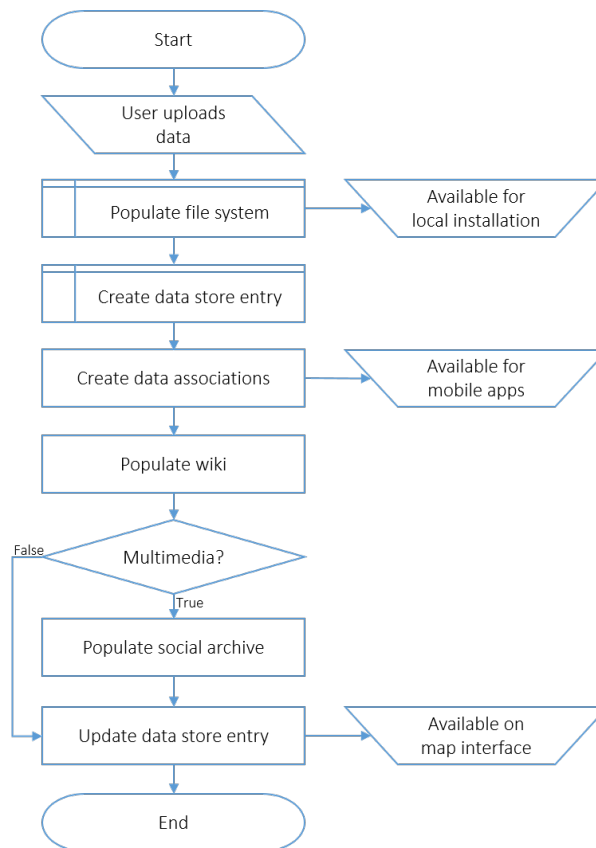 Start
User uploads
data
Populate file system
Available for
local installation
Create data store entry
Create data associations
Available for
mobile apps
Populate wiki
False
Multimedia?
True
Populate social archive
Update data store entry
Available on
map interface
End